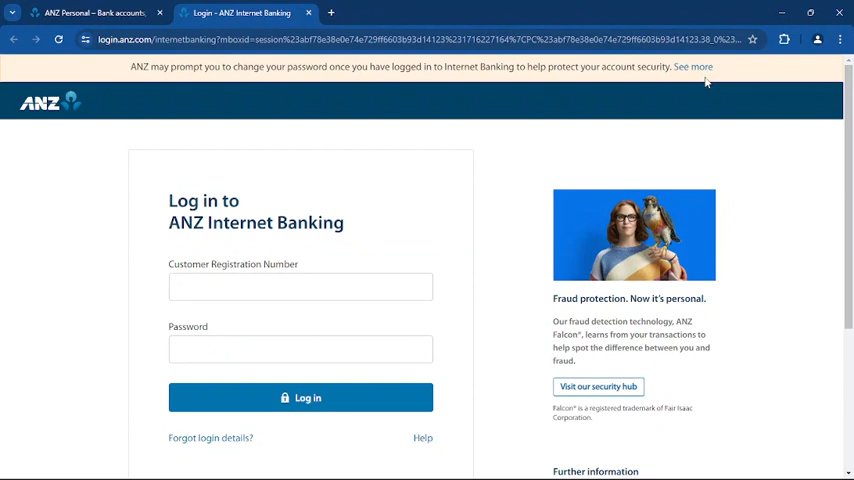 ANZ Personal – Bank accounts,
Login - ANZ Internet Banking
login.anz.com/internetbanking?mboxid=session%23abf78e38e0e74e729f6603b93d14123%231716227164%7CPC%23abf78e38e0e74e729f6603b93d14123.38_0%23...
ANZ may prompt you to change your password once you have logged in to Internet Banking to help protect your account security. See more
ANZ
Log in to
ANZ Internet Banking
Customer Registration Number
Password
Log in
Forgot login details?
Help
Fraud protection. Now it's personal.
Our fraud detection technology, ANZ
Falcon®, learns from your transactions to
help spot the difference between you and
fraud.
Visit our security hub
Falcon® is a registered trademark of Fair Isaac
Corporation.
Further information